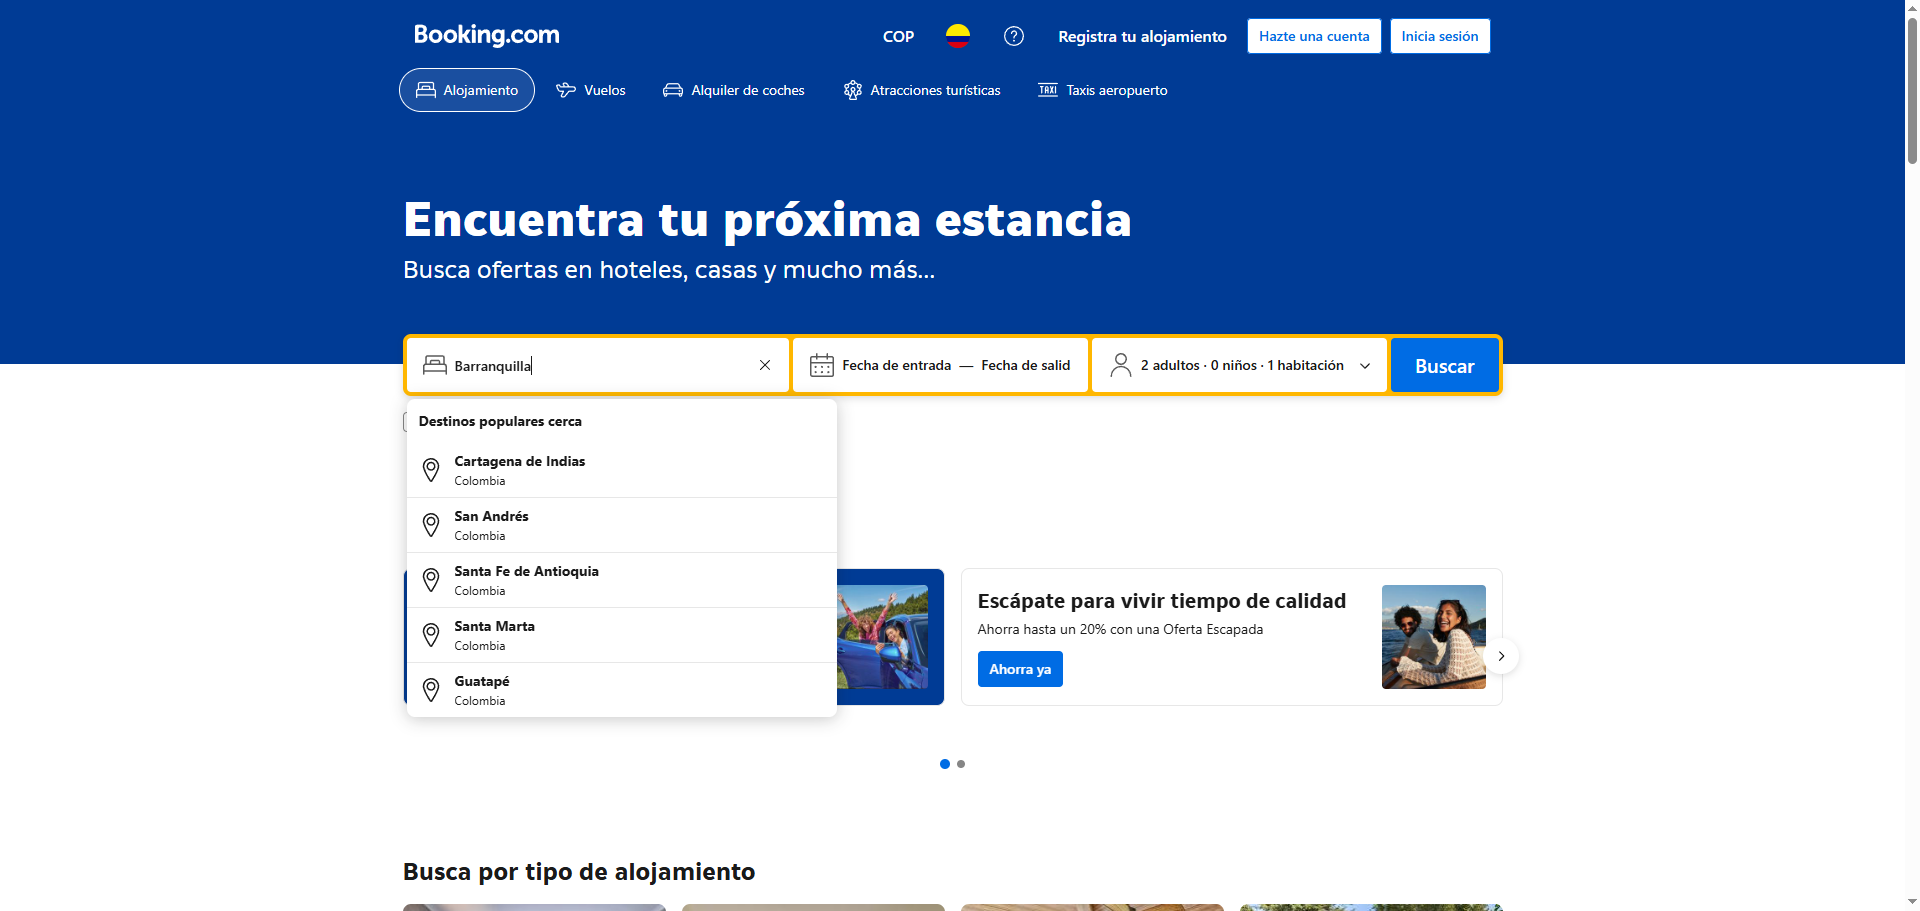 Booking.com
COP
Registra tu alojamiento
Hazte una cuenta
Inicia sesión
Alojamiento
Vuelos
Alquiler de coches
Atracciones turísticas
TAXI
Taxis aeropuerto
Encuentra tu próxima estancia
Busca ofertas en hoteles, casas y mucho más...
Barranquilla
Fecha de entrada — Fecha de salid
2 adultos · 0 niños · 1 habitación
Buscar
Destinos populares cerca
Cartagena de Indias
Colombia
San Andrés
Colombia
Santa Fe de Antioquia
Colombia
Santa Marta
Colombia
Guatapé
Colombia
Escápate para vivir tiempo de calidad
Ahorra hasta un 20% con una Oferta Escapada
Ahorra ya
Busca por tipo de alojamiento